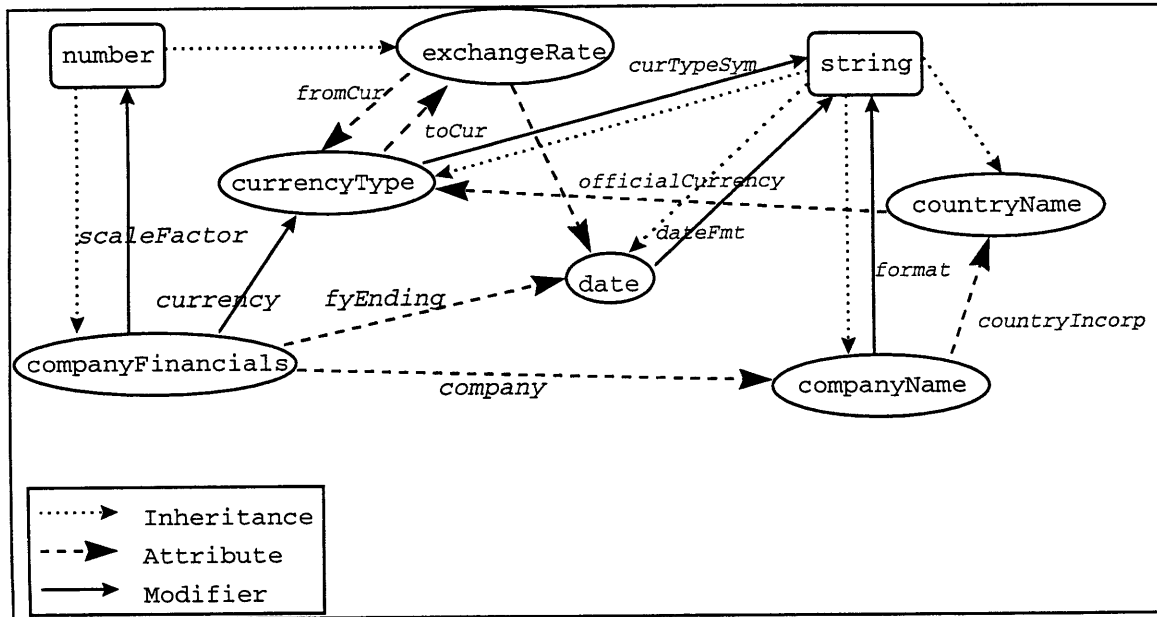 number
exchangeRate
string
curTypeSym
fromCur
toCur
currencyType
officialCurrency
countryName
scaleFactor
dateFmt
date
format
currency
fyEnding
countryIncorp
companyFinancials
company
companyName
Inheritance
Attribute
Modifier